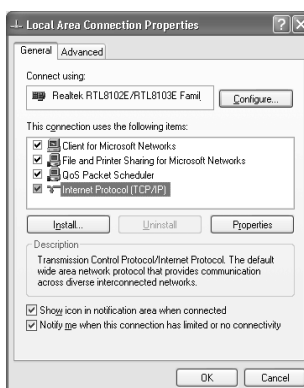 Local Area Connection Properties
General
Advanced
Connect using:
Realtek RTL8102E/RTL8103E Famil
Configure...
This connection uses the following items:
Client for Microsoft Networks
File and Printer Sharing for Microsoft Networks
QoS Packet Scheduler
Internet Protocol (TCP/IP)
Install...
Uninstall
Properties
Description
Transmission Control Protocol/Internet Protocol. The default
wide area network protocol that provides communication
across diverse interconnected networks.
Show icon in notification area when connected
Notify me when this connection has limited or no connectivity
OK
Cancel